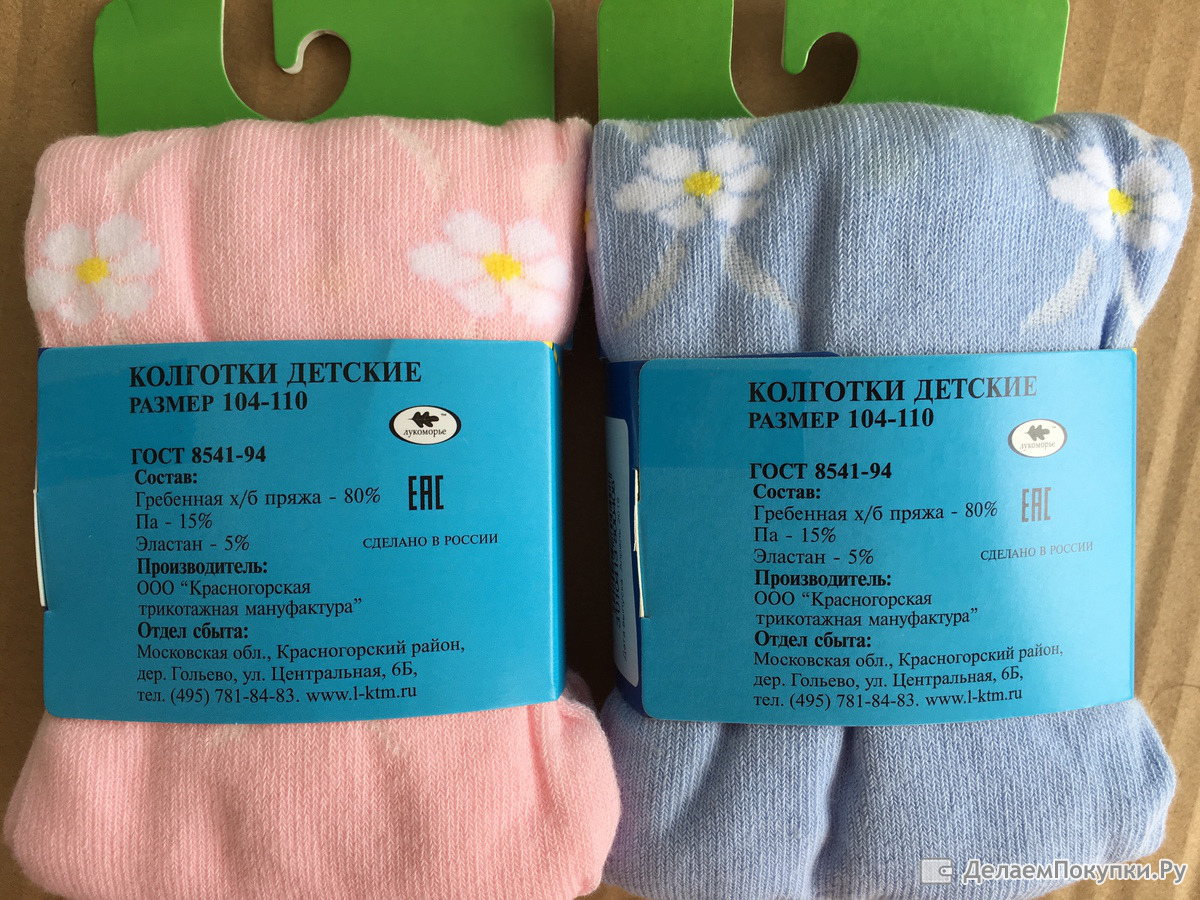 КОЛГОТКИ ДЕТСКИЕ
РАЗМЕР 104-110
лукоморье
ГОСТ 8541-94
Состав:
Гребенная х/б пряжа - 80%
EAC
Па - 15%
Эластан - 5%
СДЕЛАНО В РОССИИ
Производитель:
ООО “Красногорская
трикотажная мануфактура”
Отдел сбыта:
Московская обл., Красногорский район,
дер. Гольево, ул. Центральная, 6Б,
тел. (495) 781-84-83. www.l-ktm.ru
КОЛГОТКИ ДЕТСКИЕ
РАЗМЕР 104-110
лукоморье
ГОСТ 8541-94
Состав:
Гребенная х/б пряжа - 80%
EAC
Па - 15%
Эластан - 5%
СДЕЛАНО В РОССИИ
Производитель:
ООО “Красногорская
трикотажная мануфактура”
Отдел сбыта:
Московская обл., Красногорский район,
дер. Гольево, ул. Центральная, 6Б,
тел. (495) 781-84-83. www.l-ktm.ru
ДелаемПокупки.Ру